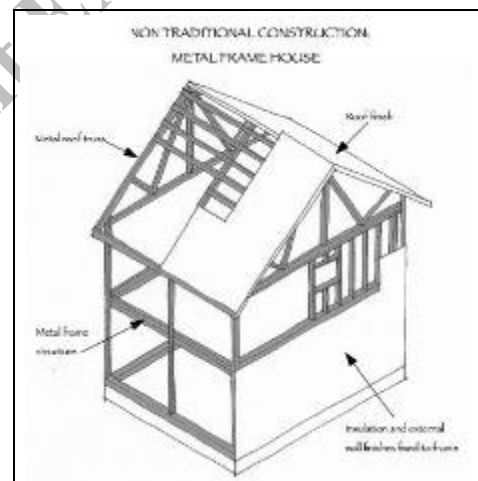 NON TRADITIONAL CONSTRUCTION:
METAL FRAME HOUSE
Roof finish
Metal roof truss
Metal frame
structure
Insulation and external
wall finishes fixed to frame